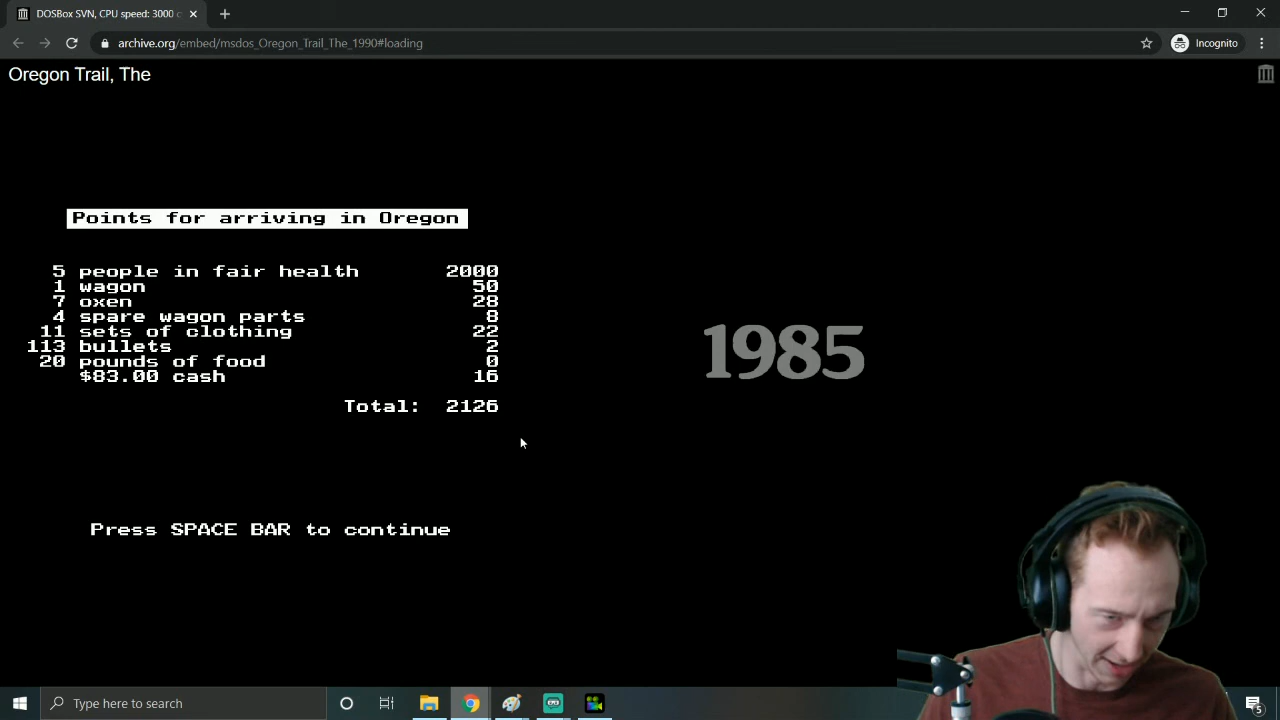 DOSBox SVN, CPU speed: 3000 c
archive.org/embed/msdos_Oregon_Trail_The_1990#loading
Incognito
Oregon Trail, The
Points for arriving in Oregon
5 people in fair health 2000
1 wagon 50
7 oxen 28
4 spare wagon parts 8
11 sets of clothing 22
113 bullets 2
20 pounds of food 0
$83.00 cash 16
Total: 2126
1985
Press SPACE BAR to continue
Type here to search
5